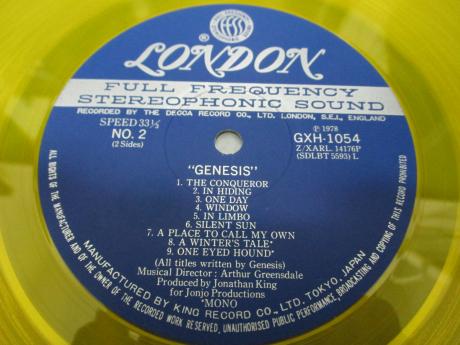 LONDON
FULL FREQUENCY
STEREOPHONIC SOUND
RECORDED BY THE DECCA RECORD CO., LTD. LONDON, S.E.I., ENGLAND
SPEED 33⅓
NO. 2
(2 Sides)
Ⓟ 1978
GXH-1054
Z/XARL. 14176P
(SDLBT 5593) L
"GENESIS"
1. THE CONQUEROR
2. IN HIDING
3. ONE DAY
4. WINDOW
5. IN LIMBO
6. SILENT SUN
7. A PLACE TO CALL MY OWN
8. A WINTER'S TALE*
9. ONE EYED HOUND*
(All titles written by Genesis)
Musical Director : Arthur Greensdale
Produced by Jonathan King
for Jonjo Productions
*MONO
MANUFACTURED BY KING RECORD CO., LTD. TOKYO, JAPAN
ALL RIGHTS OF THE MANUFACTURER AND OF THE OWNER OF THE RECORDED WORK RESERVED, UNAUTHORISED PUBLIC PERFORMANCE, BROADCASTING AND COPYING OF THIS RECORD PROHIBITED